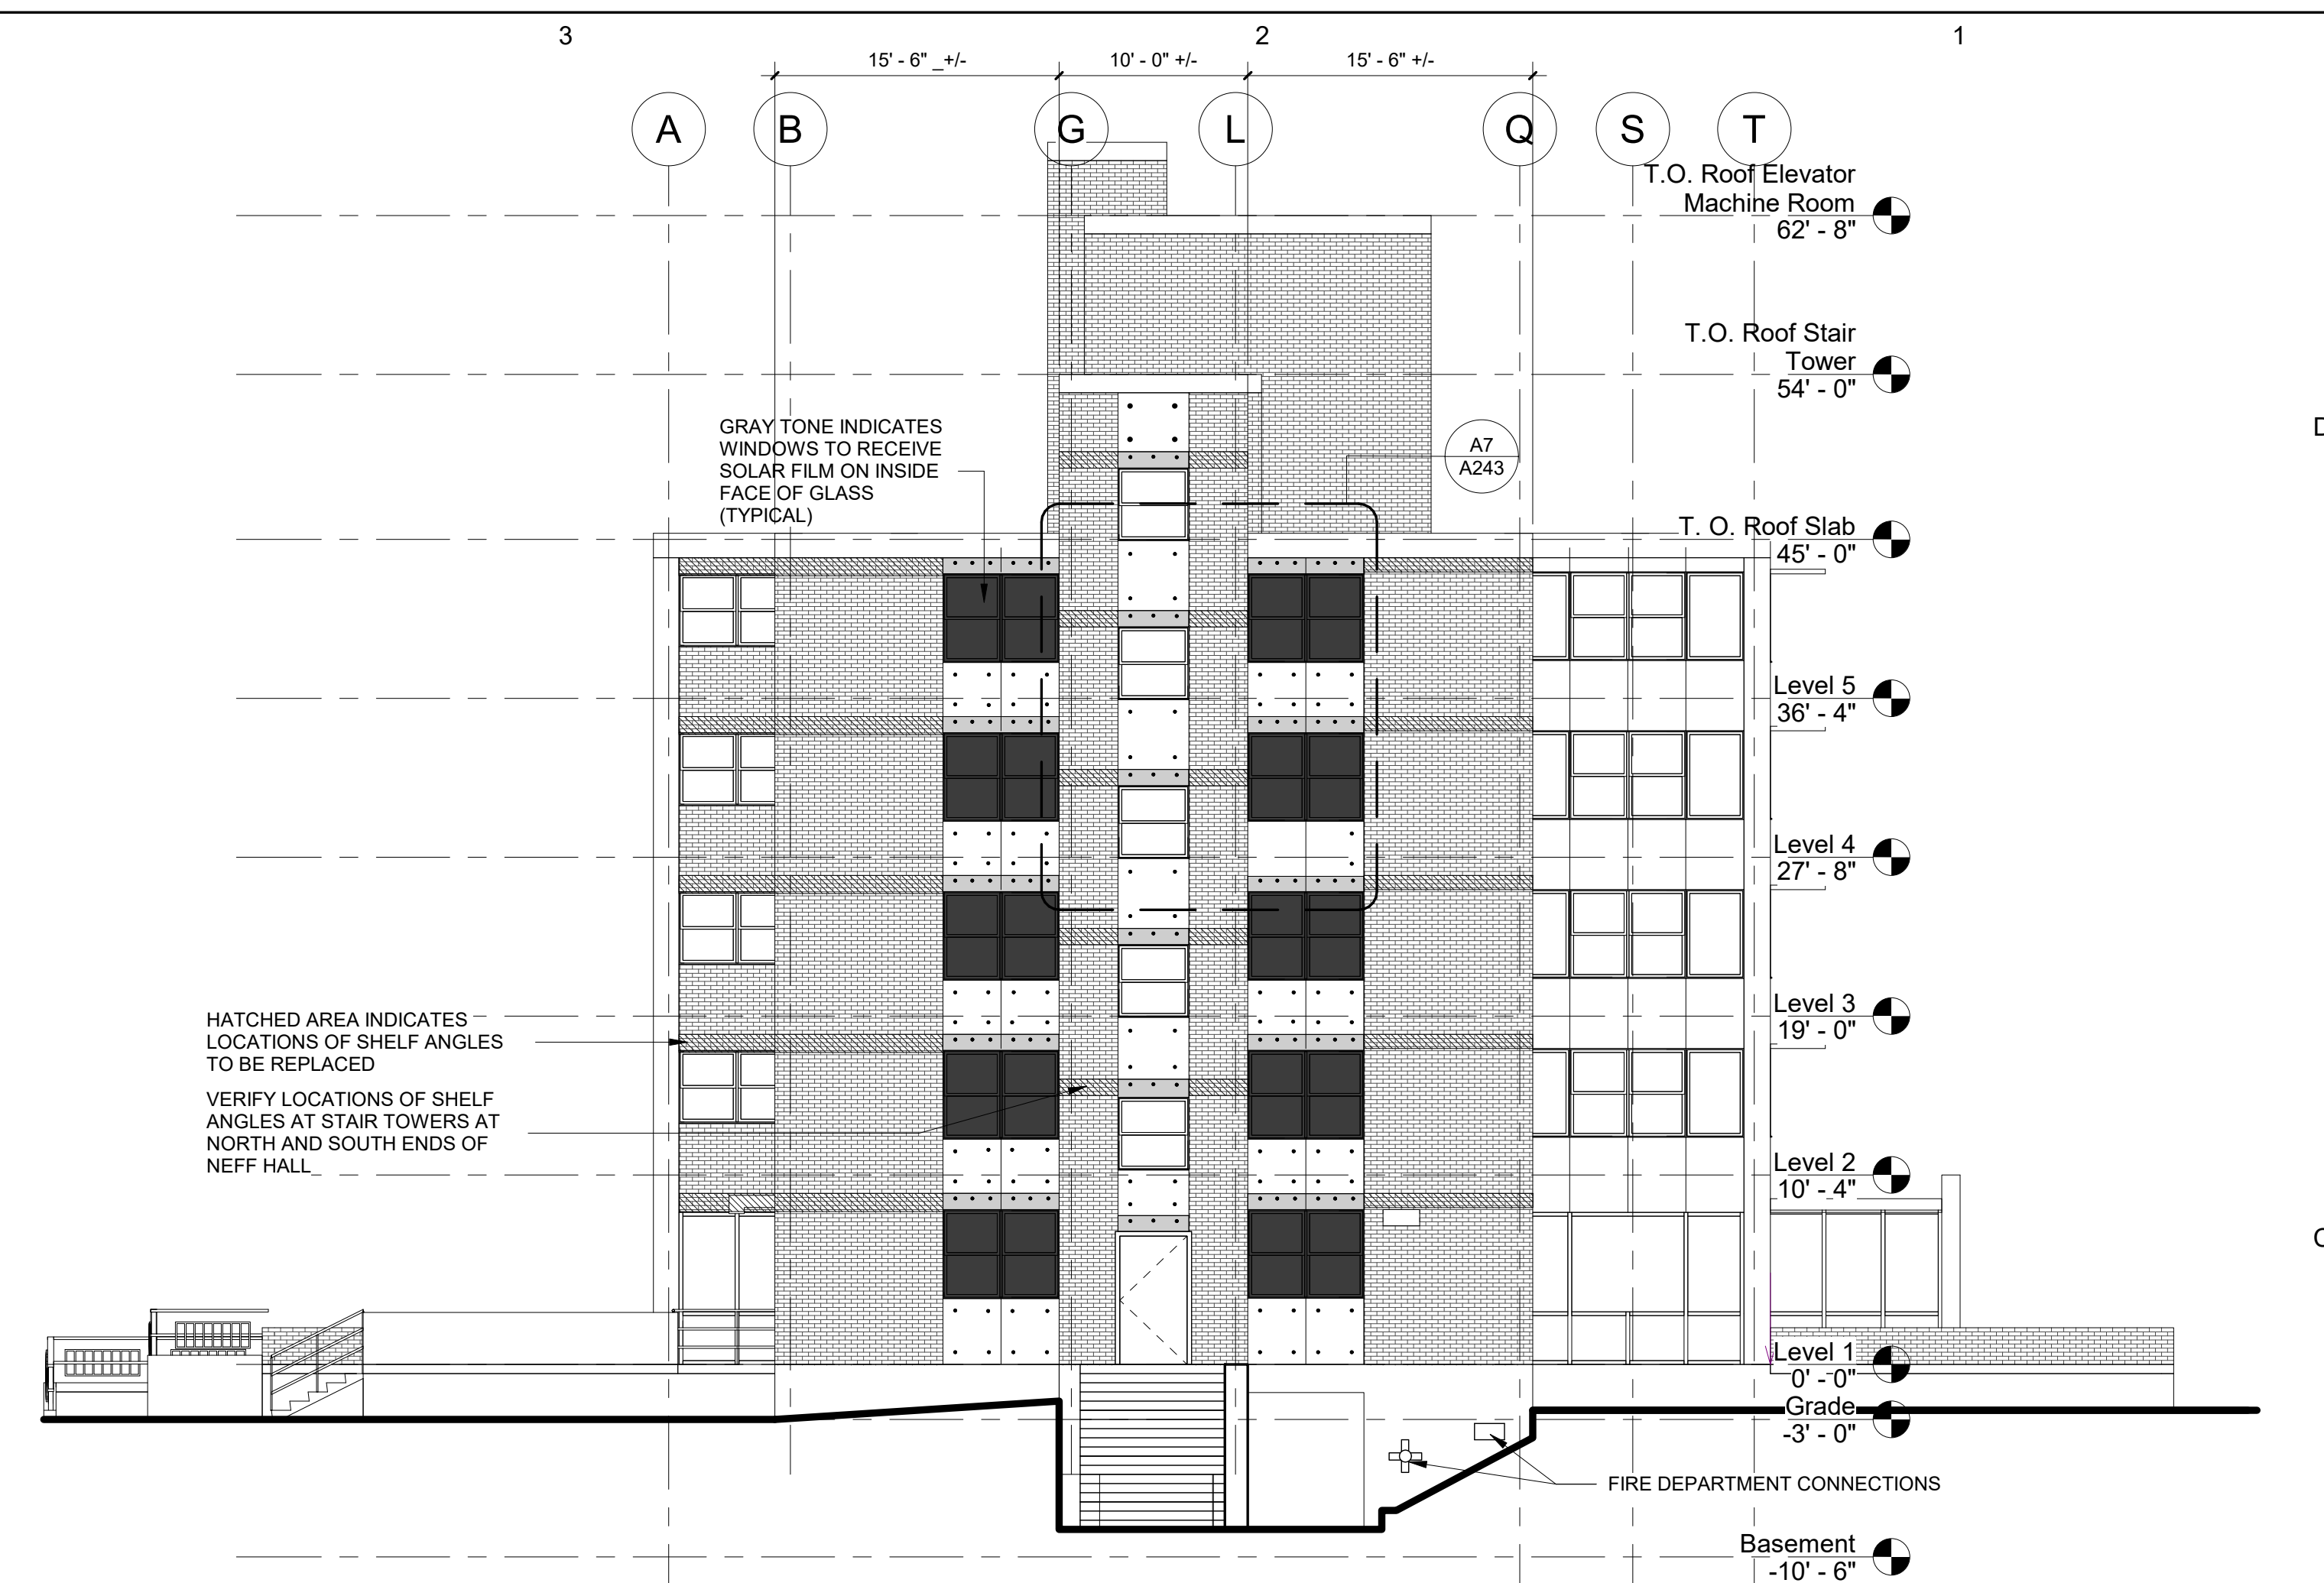 3
2
1
15' - 6" _+/-
10' - 0" +/-
15' - 6" +/-
A
B
G
L
Q
S
T
T.O. Roof Elevator
Machine Room
62' - 8"
T.O. Roof Stair
Tower
54' - 0"
GRAY TONE INDICATES
WINDOWS TO RECEIVE
SOLAR FILM ON INSIDE
FACE OF GLASS
(TYPICAL)
A7
A243
D
T. O. Roof Slab
45' - 0"
Level 5
36' - 4"
Level 4
27' - 8"
Level 3
19' - 0"
HATCHED AREA INDICATES
LOCATIONS OF SHELF ANGLES
TO BE REPLACED
VERIFY LOCATIONS OF SHELF
ANGLES AT STAIR TOWERS AT
NORTH AND SOUTH ENDS OF
NEFF HALL
Level 2
10' - 4"
C
Level 1
0' - 0"
Grade
-3' - 0"
FIRE DEPARTMENT CONNECTIONS
Basement
-10' - 6"